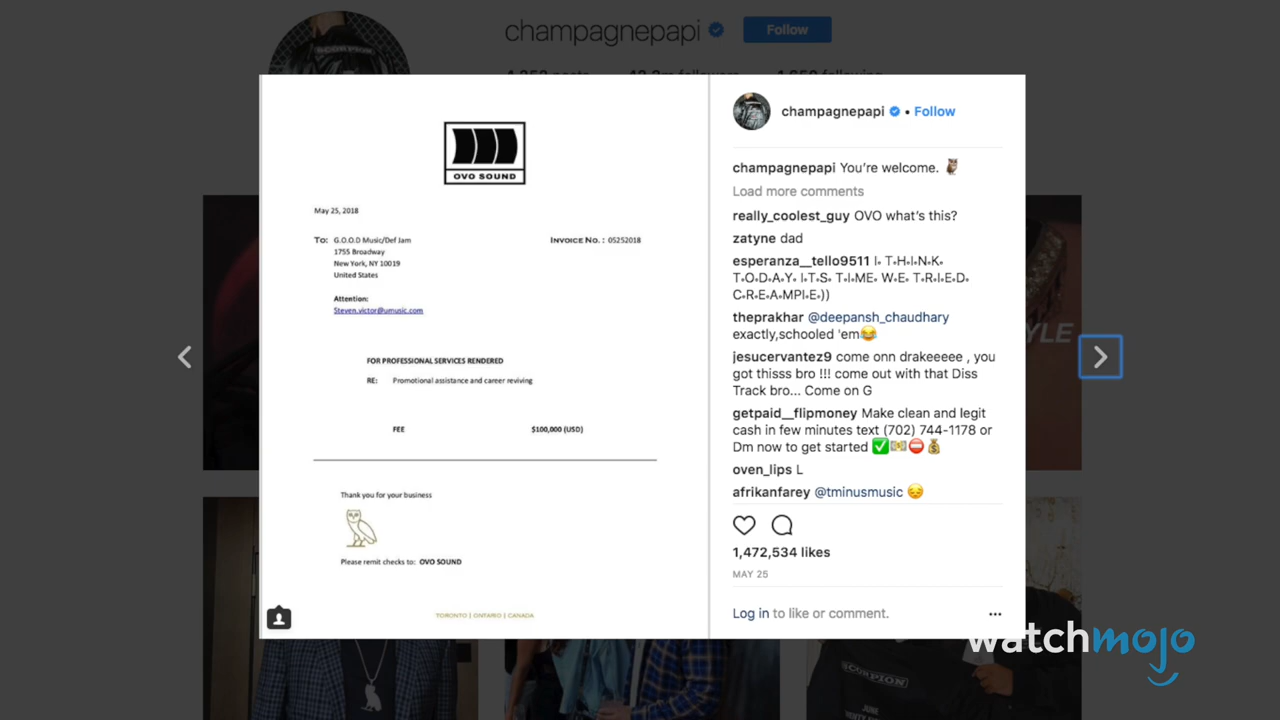 SCORPION
champagnepapi
Follow
OVO SOUND
May 25, 2018
To: G.O.O.D Music/Def Jam
1755 Broadway
New York, NY 10019
United States
Invoice No. : 05252018
Attention:
Steven.victor@umusic.com
FOR PROFESSIONAL SERVICES RENDERED
RE: Promotional assistance and career reviving
FEE $100,000 (USD)
Thank you for your business
Please remit checks to: OVO SOUND
TORONTO | ONTARIO | CANADA
champagnepapi • Follow
champagnepapi You're welcome. 🦉
Load more comments
really_coolest_guy OVO what's this?
zatyne dad
esperanza__tello9511 I∘ T∘H∘I∘N∘K∘
T∘O∘D∘A∘Y∘ I∘T∘S∘ T∘I∘ME∘ W∘E∘ T∘R∘I∘E∘D∘
C∘R∘E∘A∘MPI∘E∘))
theprakhar @deepansh_chaudhary
exactly,schooled 'em😂
jesucervantez9 come onn drakeeeee , you
got thisss bro !!! come out with that Diss
Track bro... Come on G
getpaid__flipmoney Make clean and legit
cash in few minutes text (702) 744-1178 or
Dm now to get started ✅💵⛔💰
oven_lips L
afrikanfarey @tminusmusic 😔
1,472,534 likes
MAY 25
Log in to like or comment.
YLE
watchmojo
SCORPION
JUNE